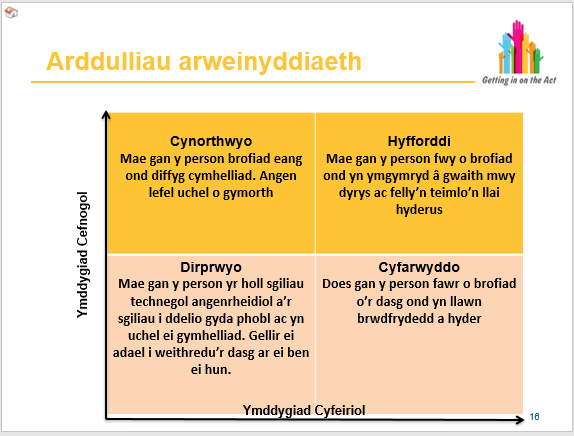 Arddulliau arweinyddiaeth
Getting in on the Act
Ymddygiad Cefnogol
Cynorthwyo
Mae gan y person brofiad eang
ond diffyg cymhelliad. Angen
lefel uchel o gymorth
Hyfforddi
Mae gan y person fwy o brofiad
ond yn ymgymryd â gwaith mwy
dyrys ac felly’n teimlo’n llai
hyderus
Dirprwyo
Mae gan y person yr holl sgiliau
technegol angenrheidiol a’r
sgiliau i ddelio gyda phobl ac yn
uchel ei gymhelliad. Gellir ei
adael i weithredu’r dasg ar ei ben
ei hun.
Cyfarwyddo
Does gan y person fawr o brofiad
o’r dasg ond yn llawn
brwdfrydedd a hyder
Ymddygiad Cyfeiriol
16